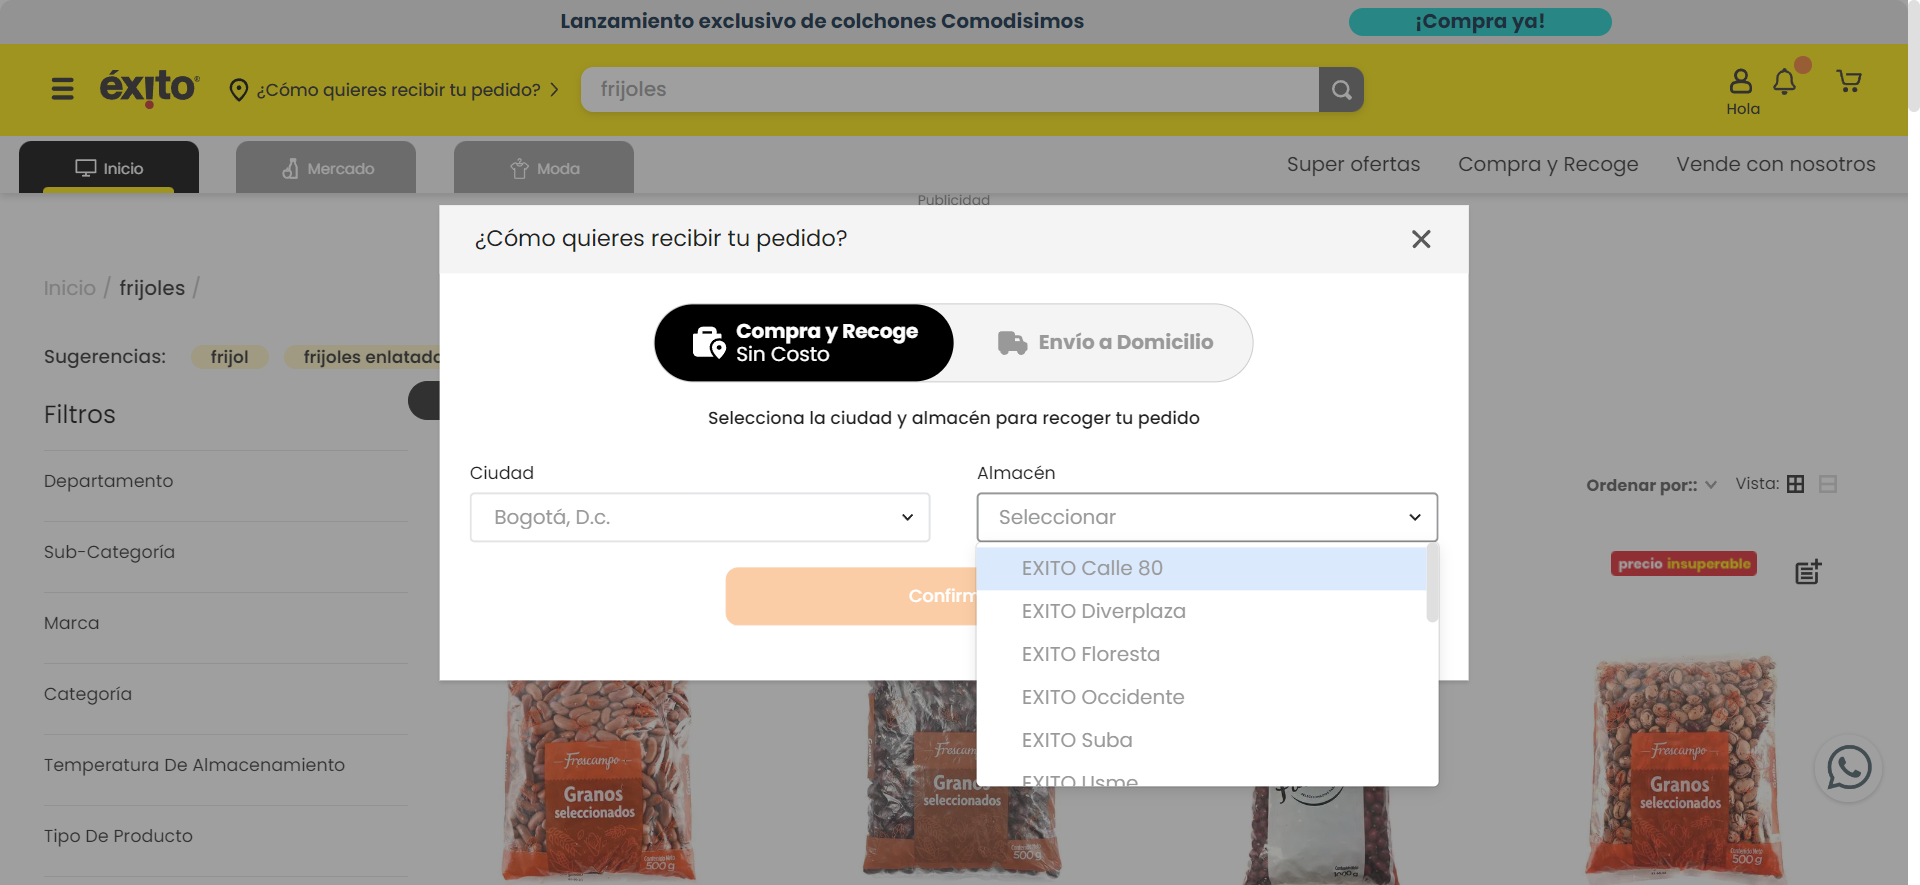 Lanzamiento exclusivo de colchones Comodisimos
¡Compra ya!
éxito
¿Cómo quieres recibir tu pedido?
frijoles
Hola
Inicio
Mercado
Moda
Super ofertas
Compra y Recoge
Vende con nosotros
Publicidad
¿Cómo quieres recibir tu pedido?
Inicio / frijoles /
Compra y Recoge
Sin Costo
Envío a Domicilio
Sugerencias:
frijol
frijoles enlatado
Filtros
Selecciona la ciudad y almacén para recoger tu pedido
Ciudad
Almacén
Departamento
Ordenar por::
Vista:
Bogotá, D.c.
Seleccionar
Sub-Categoría
precio insuperable
EXITO Calle 80
Confirm
EXITO Diverplaza
Marca
EXITO Floresta
Categoría
EXITO Occidente
EXITO Suba
Temperatura De Almacenamiento
EXITO Usme
Tipo De Producto
Frescampo
Granos
seleccionados
500 g
Granos
seleccionados
500 g
1000 g
Frescampo
Granos
seleccionados
500 g